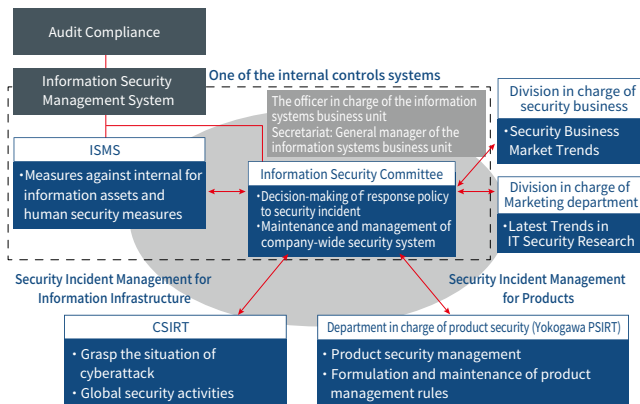 Audit Compliance
Information Security
Management System
One of the internal controls systems
The officer in charge of the information
systems business unit
Secretariat: General manager of the
information systems business unit
Division in charge of
security business
・Security Business
Market Trends
ISMS
・Measures against internal for
information assets and
human security measures
Information Security Committee
・Decision-making of response policy
to security incident
・Maintenance and management of
company-wide security system
Division in charge of
Marketing department
・Latest Trends in
IT Security Research
Security Incident Management for
Information Infrastructure
Security Incident Management
for Products
CSIRT
・Grasp the situation of
cyberattack
・Global security activities
Department in charge of product security (Yokogawa PSIRT)
・Product security management
・Formulation and maintenance of product
management rules